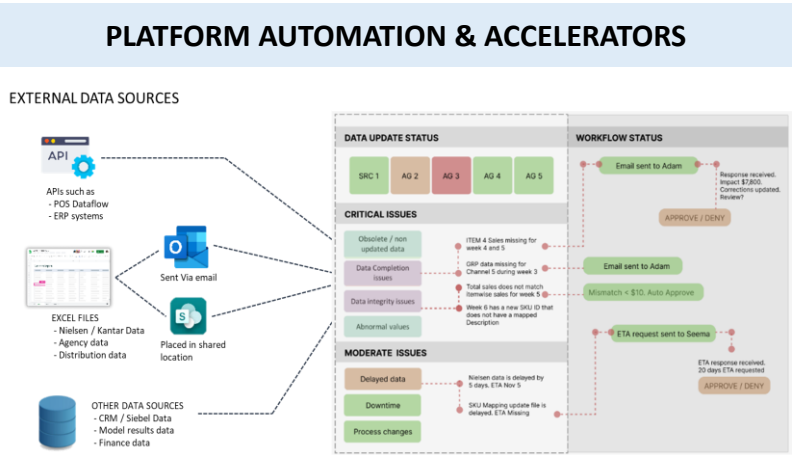 PLATFORM AUTOMATION & ACCELERATORS
EXTERNAL DATA SOURCES
API
APIs such as
- POS Dataflow
- ERP systems
Sent Via email
EXCEL FILES
- Nielsen / Kantar Data
- Agency data
- Distribution data
Placed in shared
location
OTHER DATA SOURCES
- CRM / Siebel Data
- Model results data
- Finance data
DATA UPDATE STATUS
SRC 1
AG 2
AG 3
AG 4
AG 5
CRITICAL ISSUES
Obsolete / non
updated data
Data Completion
issues
Data integrity issues
Abnormal values
ITEM 4 Sales missing for
week 4 and 5
GRP data missing for
Channel 5 during week 3
Total sales does not match
itemwise sales for week 5
Week 6 has a new SKU ID that
does not have a mapped
Description
MODERATE ISSUES
Delayed data
Downtime
Process changes
Nielsen data is delayed by
5 days. ETA Nov 5
SKU Mapping update file is
delayed. ETA Missing
WORKFLOW STATUS
Email sent to Adam
Response received.
Impact $7,800.
Corrections updated.
Review?
APPROVE / DENY
Email sent to Adam
Mismatch < $10. Auto Approve
ETA request sent to Seema
ETA response received.
20 days ETA requested
APPROVE / DENY